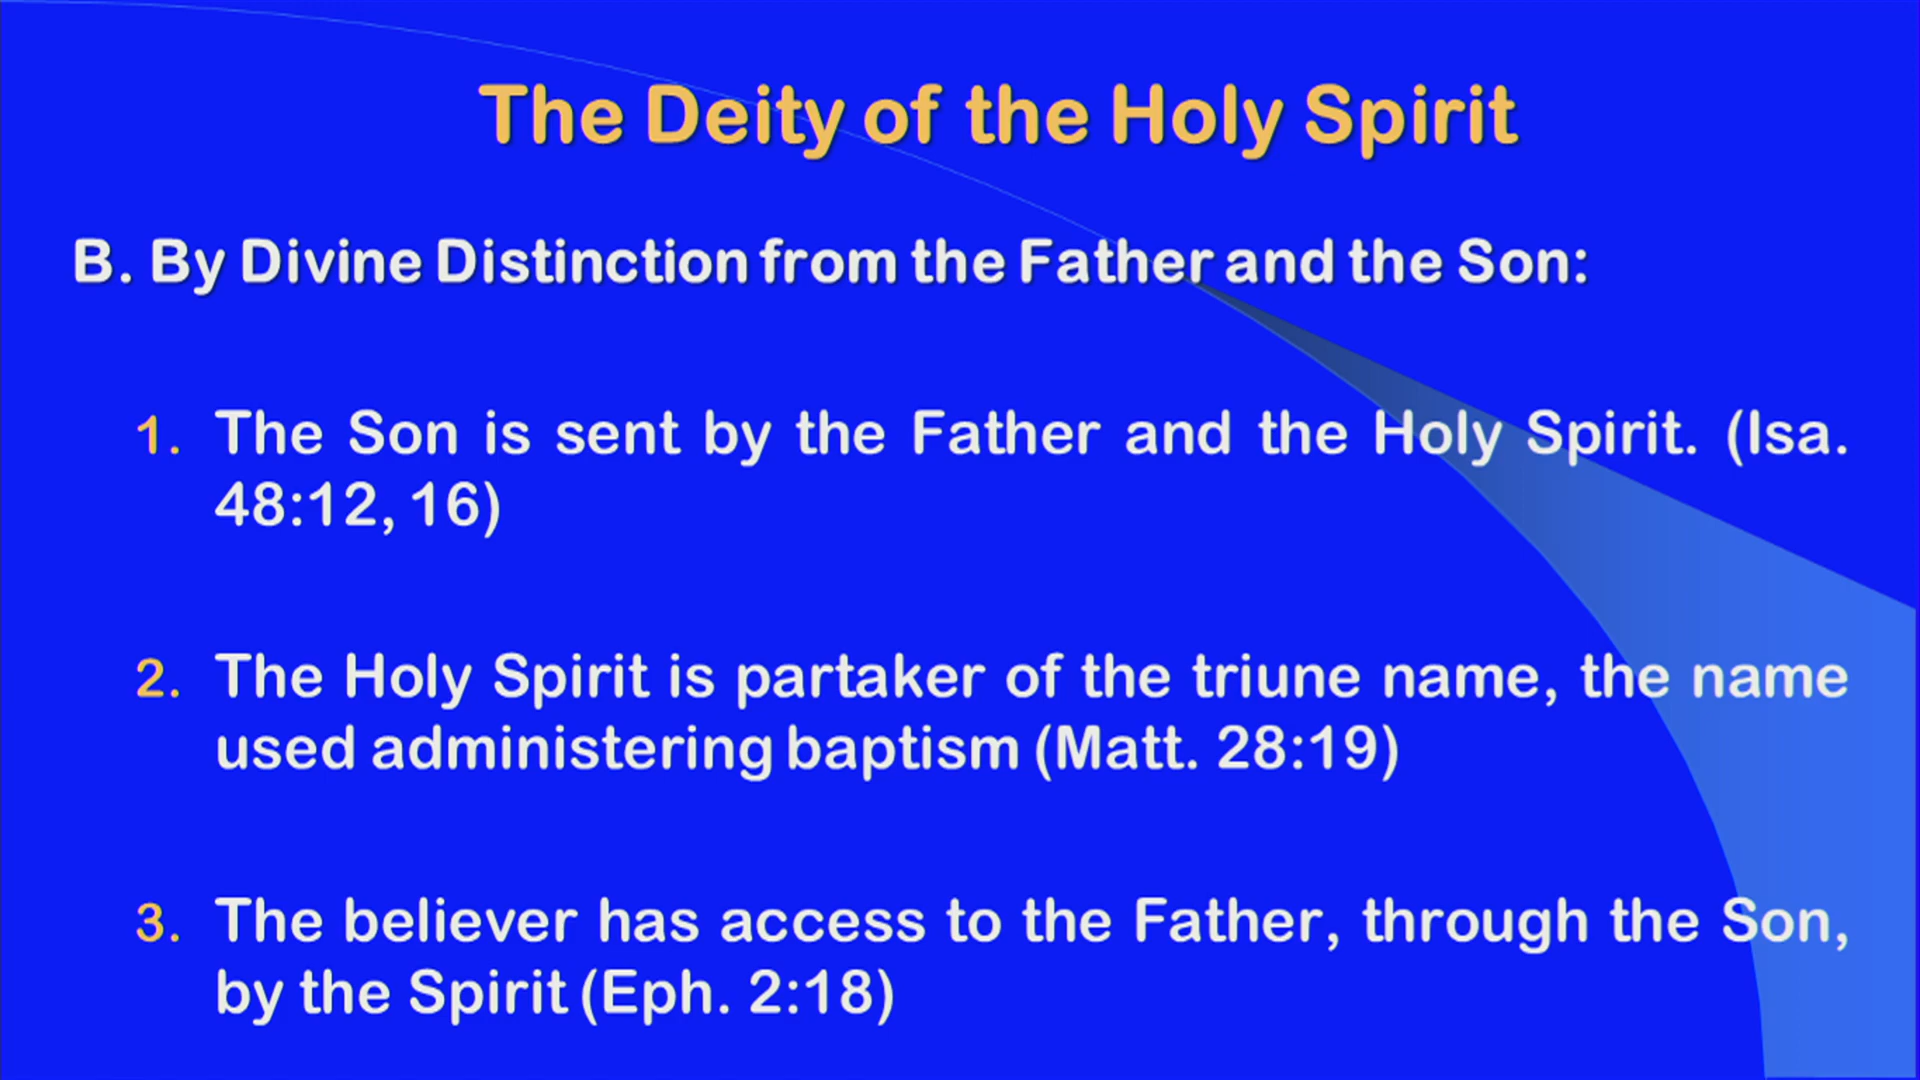 The Deity of the Holy Spirit
B. By Divine Distinction from the Father and the Son:
1. The Son is sent by the Father and the Holy Spirit. (Isa.
48:12, 16)
2. The Holy Spirit is partaker of the triune name, the name
used administering baptism (Matt. 28:19)
3. The believer has access to the Father, through the Son,
by the Spirit (Eph. 2:18)